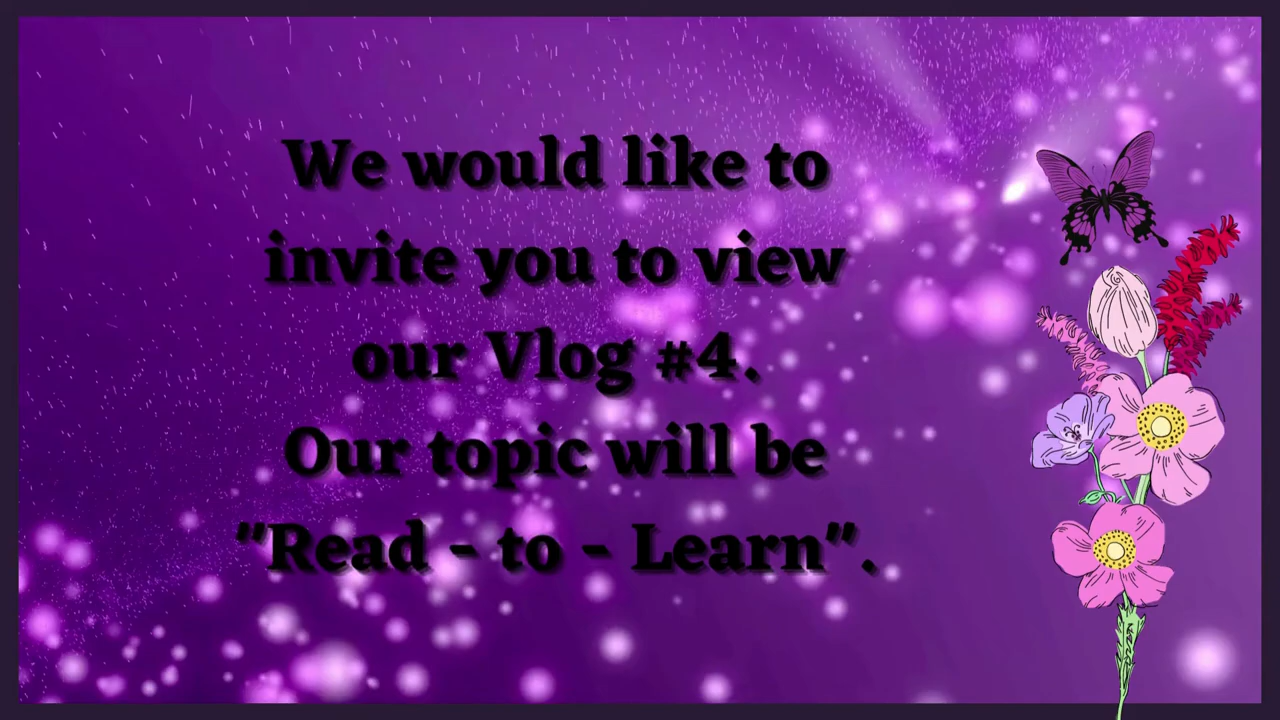 We would like to
invite you to view
our Vlog #4.
Our topic will be
"Read - to - Learn".